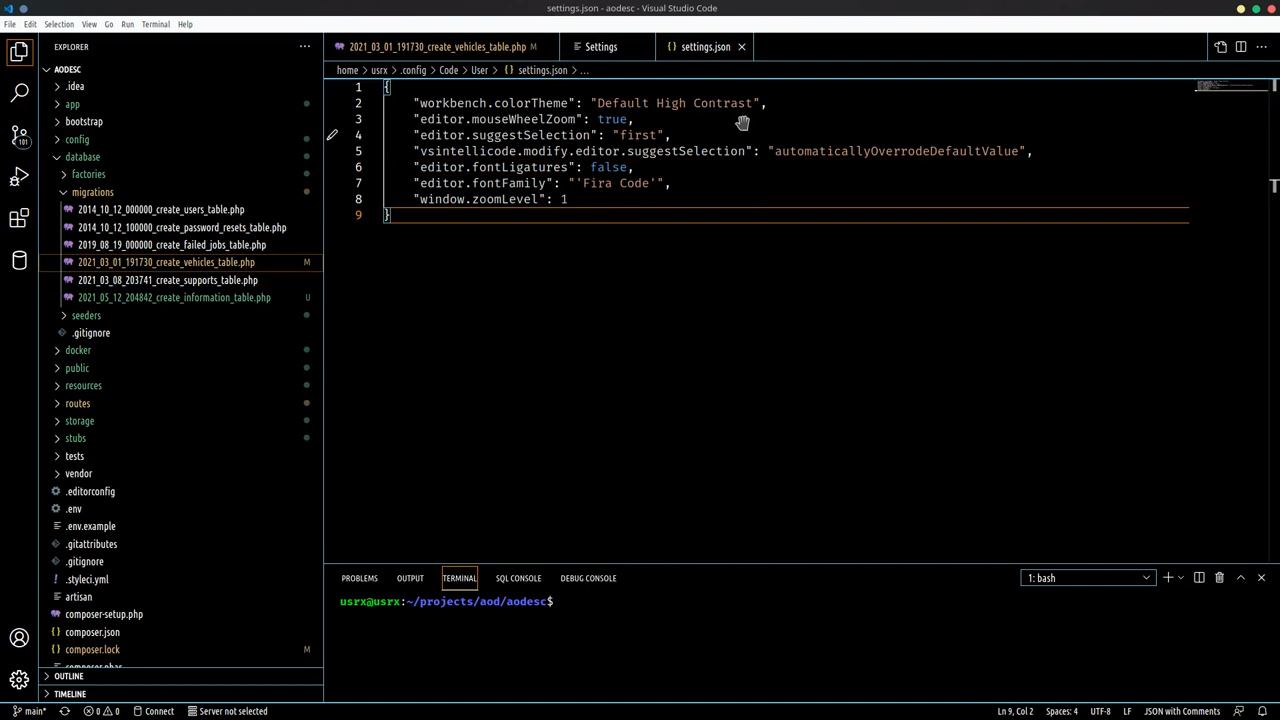 settings.json - aodesc - Visual Studio Code
File Edit Selection View Go Run Terminal Help
EXPLORER
AODESC
.idea
app
bootstrap
config
database
factories
migrations
2014_10_12_000000_create_users_table.php
2014_10_12_100000_create_password_resets_table.php
2019_08_19_000000_create_failed_jobs_table.php
2021_03_01_191730_create_vehicles_table.php M
2021_03_08_203741_create_supports_table.php
2021_05_12_204842_create_information_table.php U
seeders
.gitignore
docker
public
resources
routes
storage
stubs
tests
vendor
.editorconfig
.env
.env.example
.gitattributes
.gitignore
.styleci.yml
artisan
composer-setup.php
composer.json
composer.lock M
composer.phar
OUTLINE
TIMELINE
101
2021_03_01_191730_create_vehicles_table.php M Settings settings.json
home usrx .config Code User settings.json ...
1 {
2 "workbench.colorTheme": "Default High Contrast",
3 "editor.mouseWheelZoom": true,
4 "editor.suggestSelection": "first",
5 "vsintellicode.modify.editor.suggestSelection": "automaticallyOverrodeDefaultValue",
6 "editor.fontLigatures": false,
7 "editor.fontFamily": "'Fira Code'",
8 "window.zoomLevel": 1
9 }
PROBLEMS OUTPUT TERMINAL SQL CONSOLE DEBUG CONSOLE 1: bash
usrx@usrx:~/projects/aod/aodesc$
main* 0 0 Connect Server not selected Ln 9, Col 2 Spaces: 4 UTF-8 LF JSON with Comments